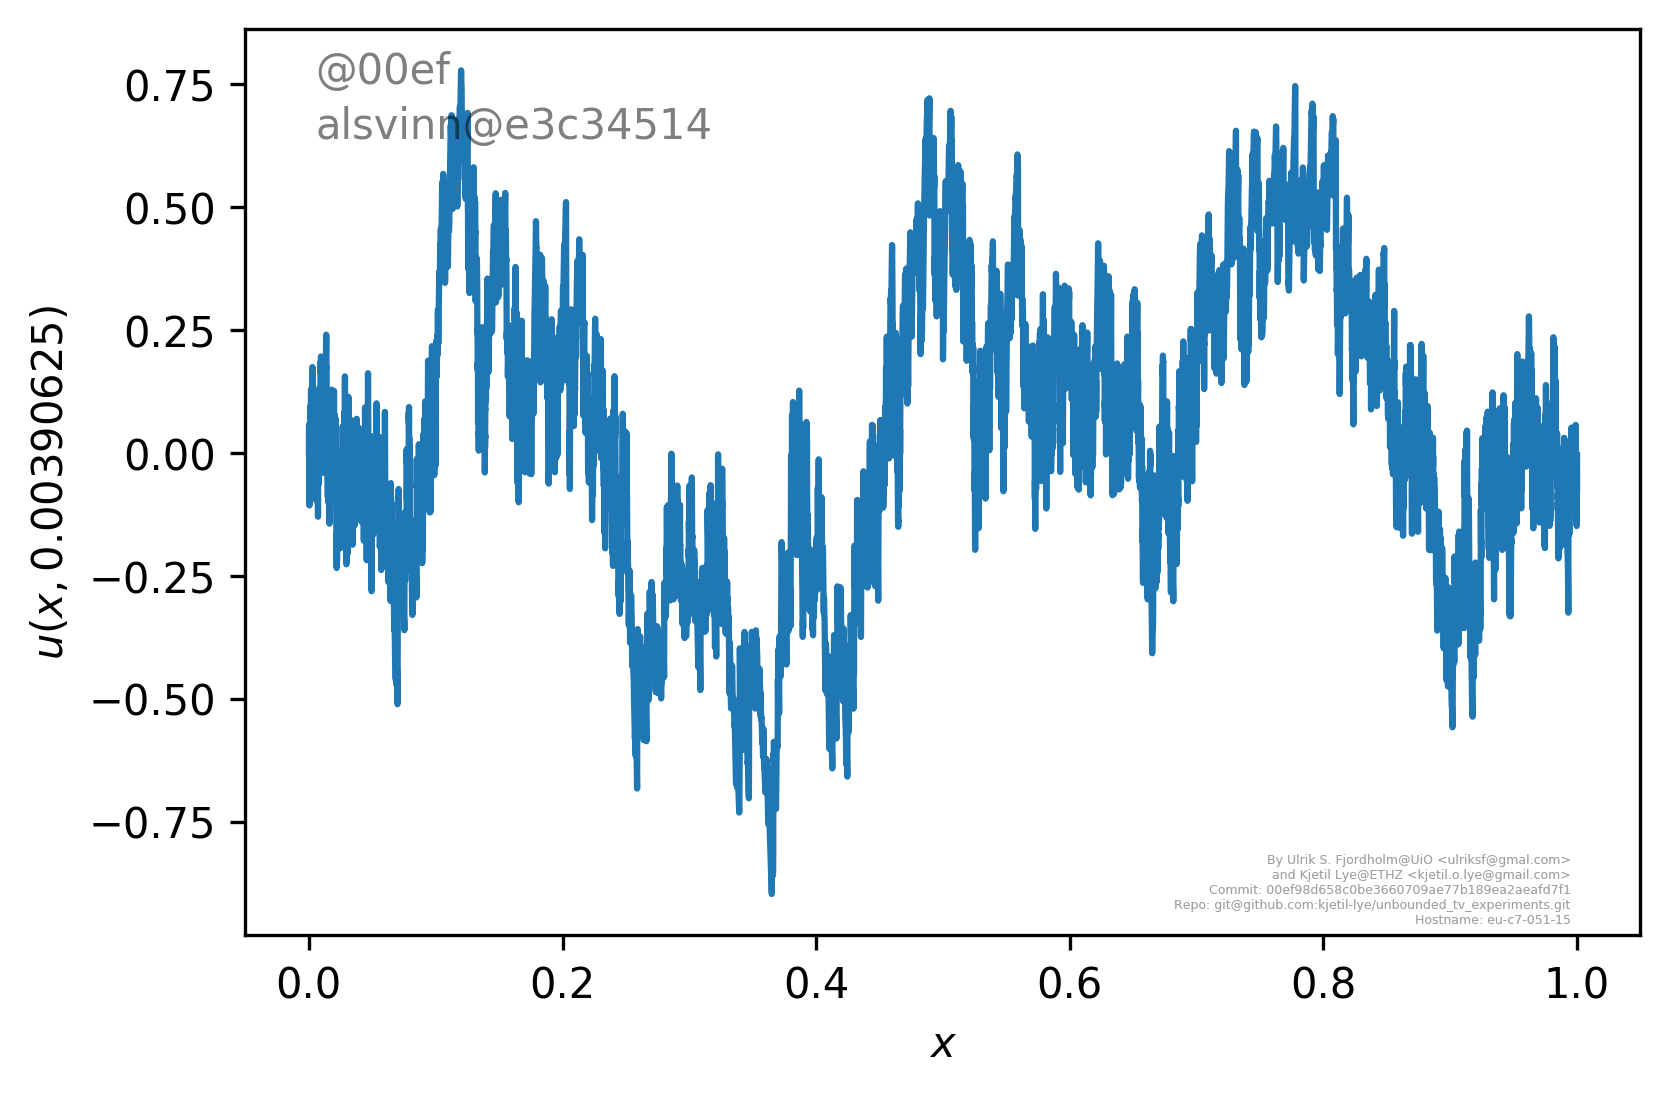 @00ef
alsvinn@e3c34514
0.75
0.50
0.25
0.00
−0.25
−0.50
−0.75
u(x, 0.00390625)
By Ulrik S. Fjordholm@UiO <ulriksf@gmal.com>
and Kjetil Lye@ETHZ <kjetil.o.lye@gmail.com>
Commit: 00ef98d658c0be3660709ae77b189ea2aeafd7f1
Repo: git@github.com:kjetil-lye/unbounded_tv_experiments.git
Hostname: eu-c7-051-15
0.0 0.2 0.4 0.6 0.8 1.0
x